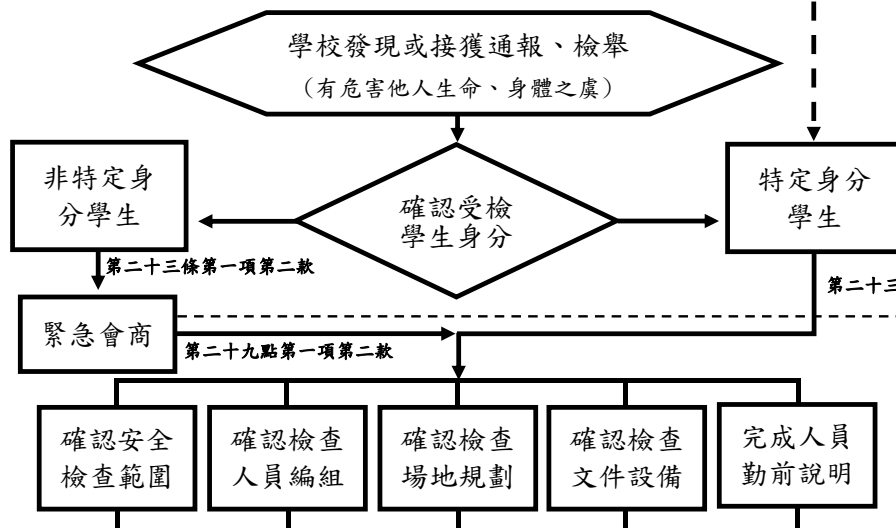 學校發現或接獲通報、檢舉
（有危害他人生命、身體之虞）
非特定身
分學生
確認受檢
學生身分
特定身分
學生
第二十三條第一項第二款
第二十三
緊急會商
第二十九點第一項第二款
確認安全
檢查範圍
確認檢查
人員編組
確認檢查
場地規劃
確認檢查
文件設備
完成人員
勤前說明